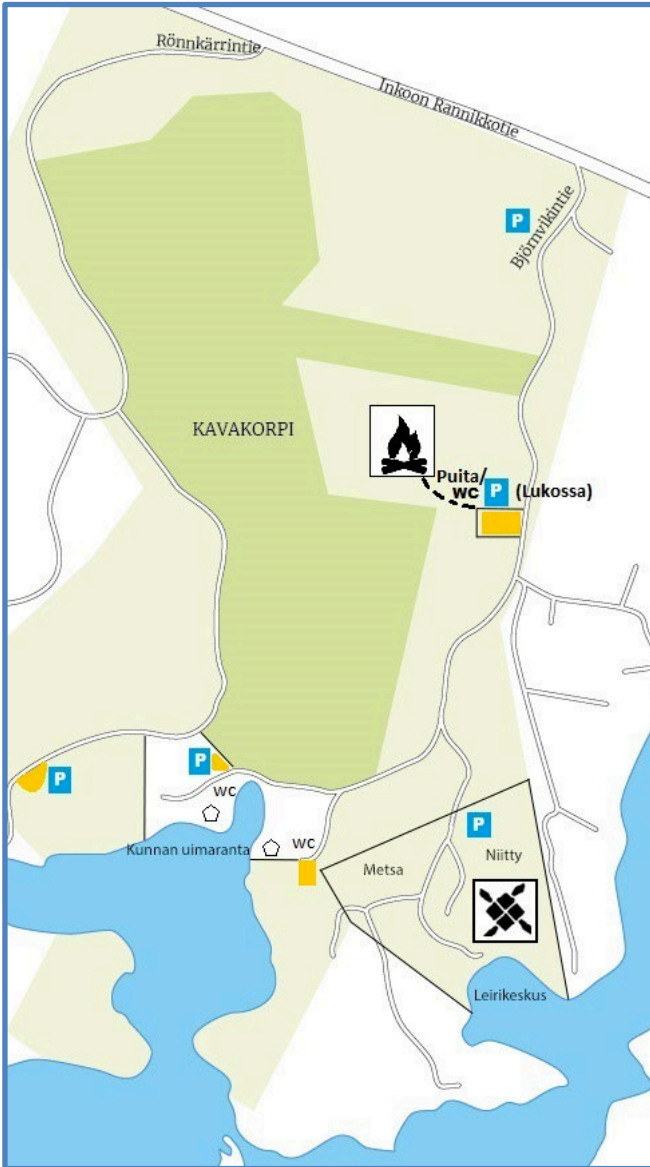 Rönnkärrintie
Inkoon Rannikkotie
P
Björnvikintie
KAVAKORPI
Puita/
WC P (Lukossa)
P
P
wc
P
Kunnan uimaranta
wc
Metsa
Niitty
Leirikeskus